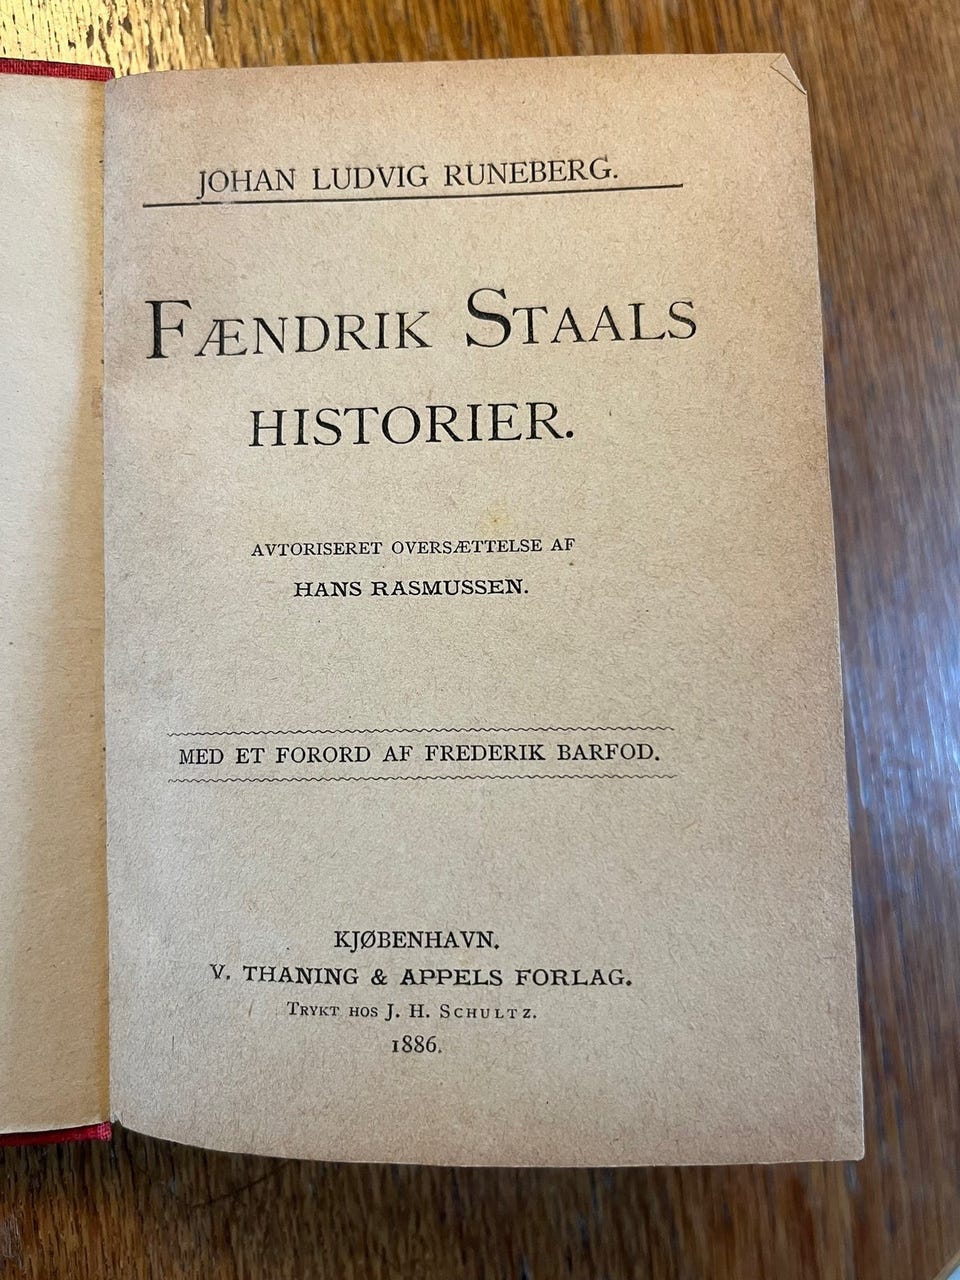 JOHAN LUDVIG RUNEBERG.
FÆNDRIK STAALS
HISTORIER.
AVTORISERET OVERSÆTTELSE AF
HANS RASMUSSEN.
MED ET FORORD AF FREDERIK BARFOD.
KJØBENHAVN.
V. THANING & APPELS FORLAG.
TRYKT HOS J. H. SCHULTZ.
1886.